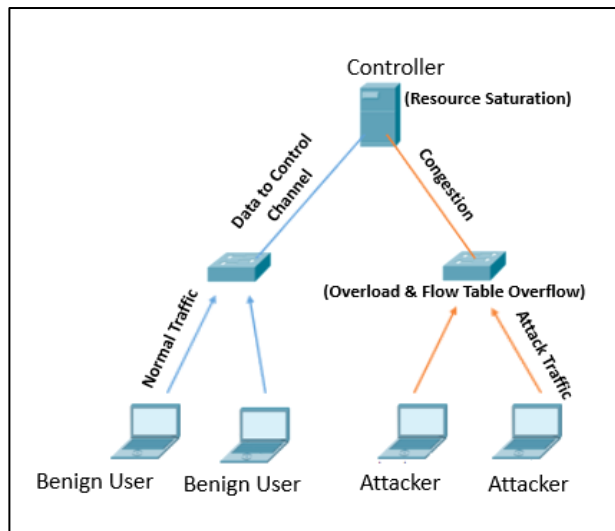 Controller
(Resource Saturation)
Data to Control
Channel
Congestion
(Overload & Flow Table Overflow)
Normal Traffic
Attack Traffic
Benign User
Benign User
Attacker
Attacker